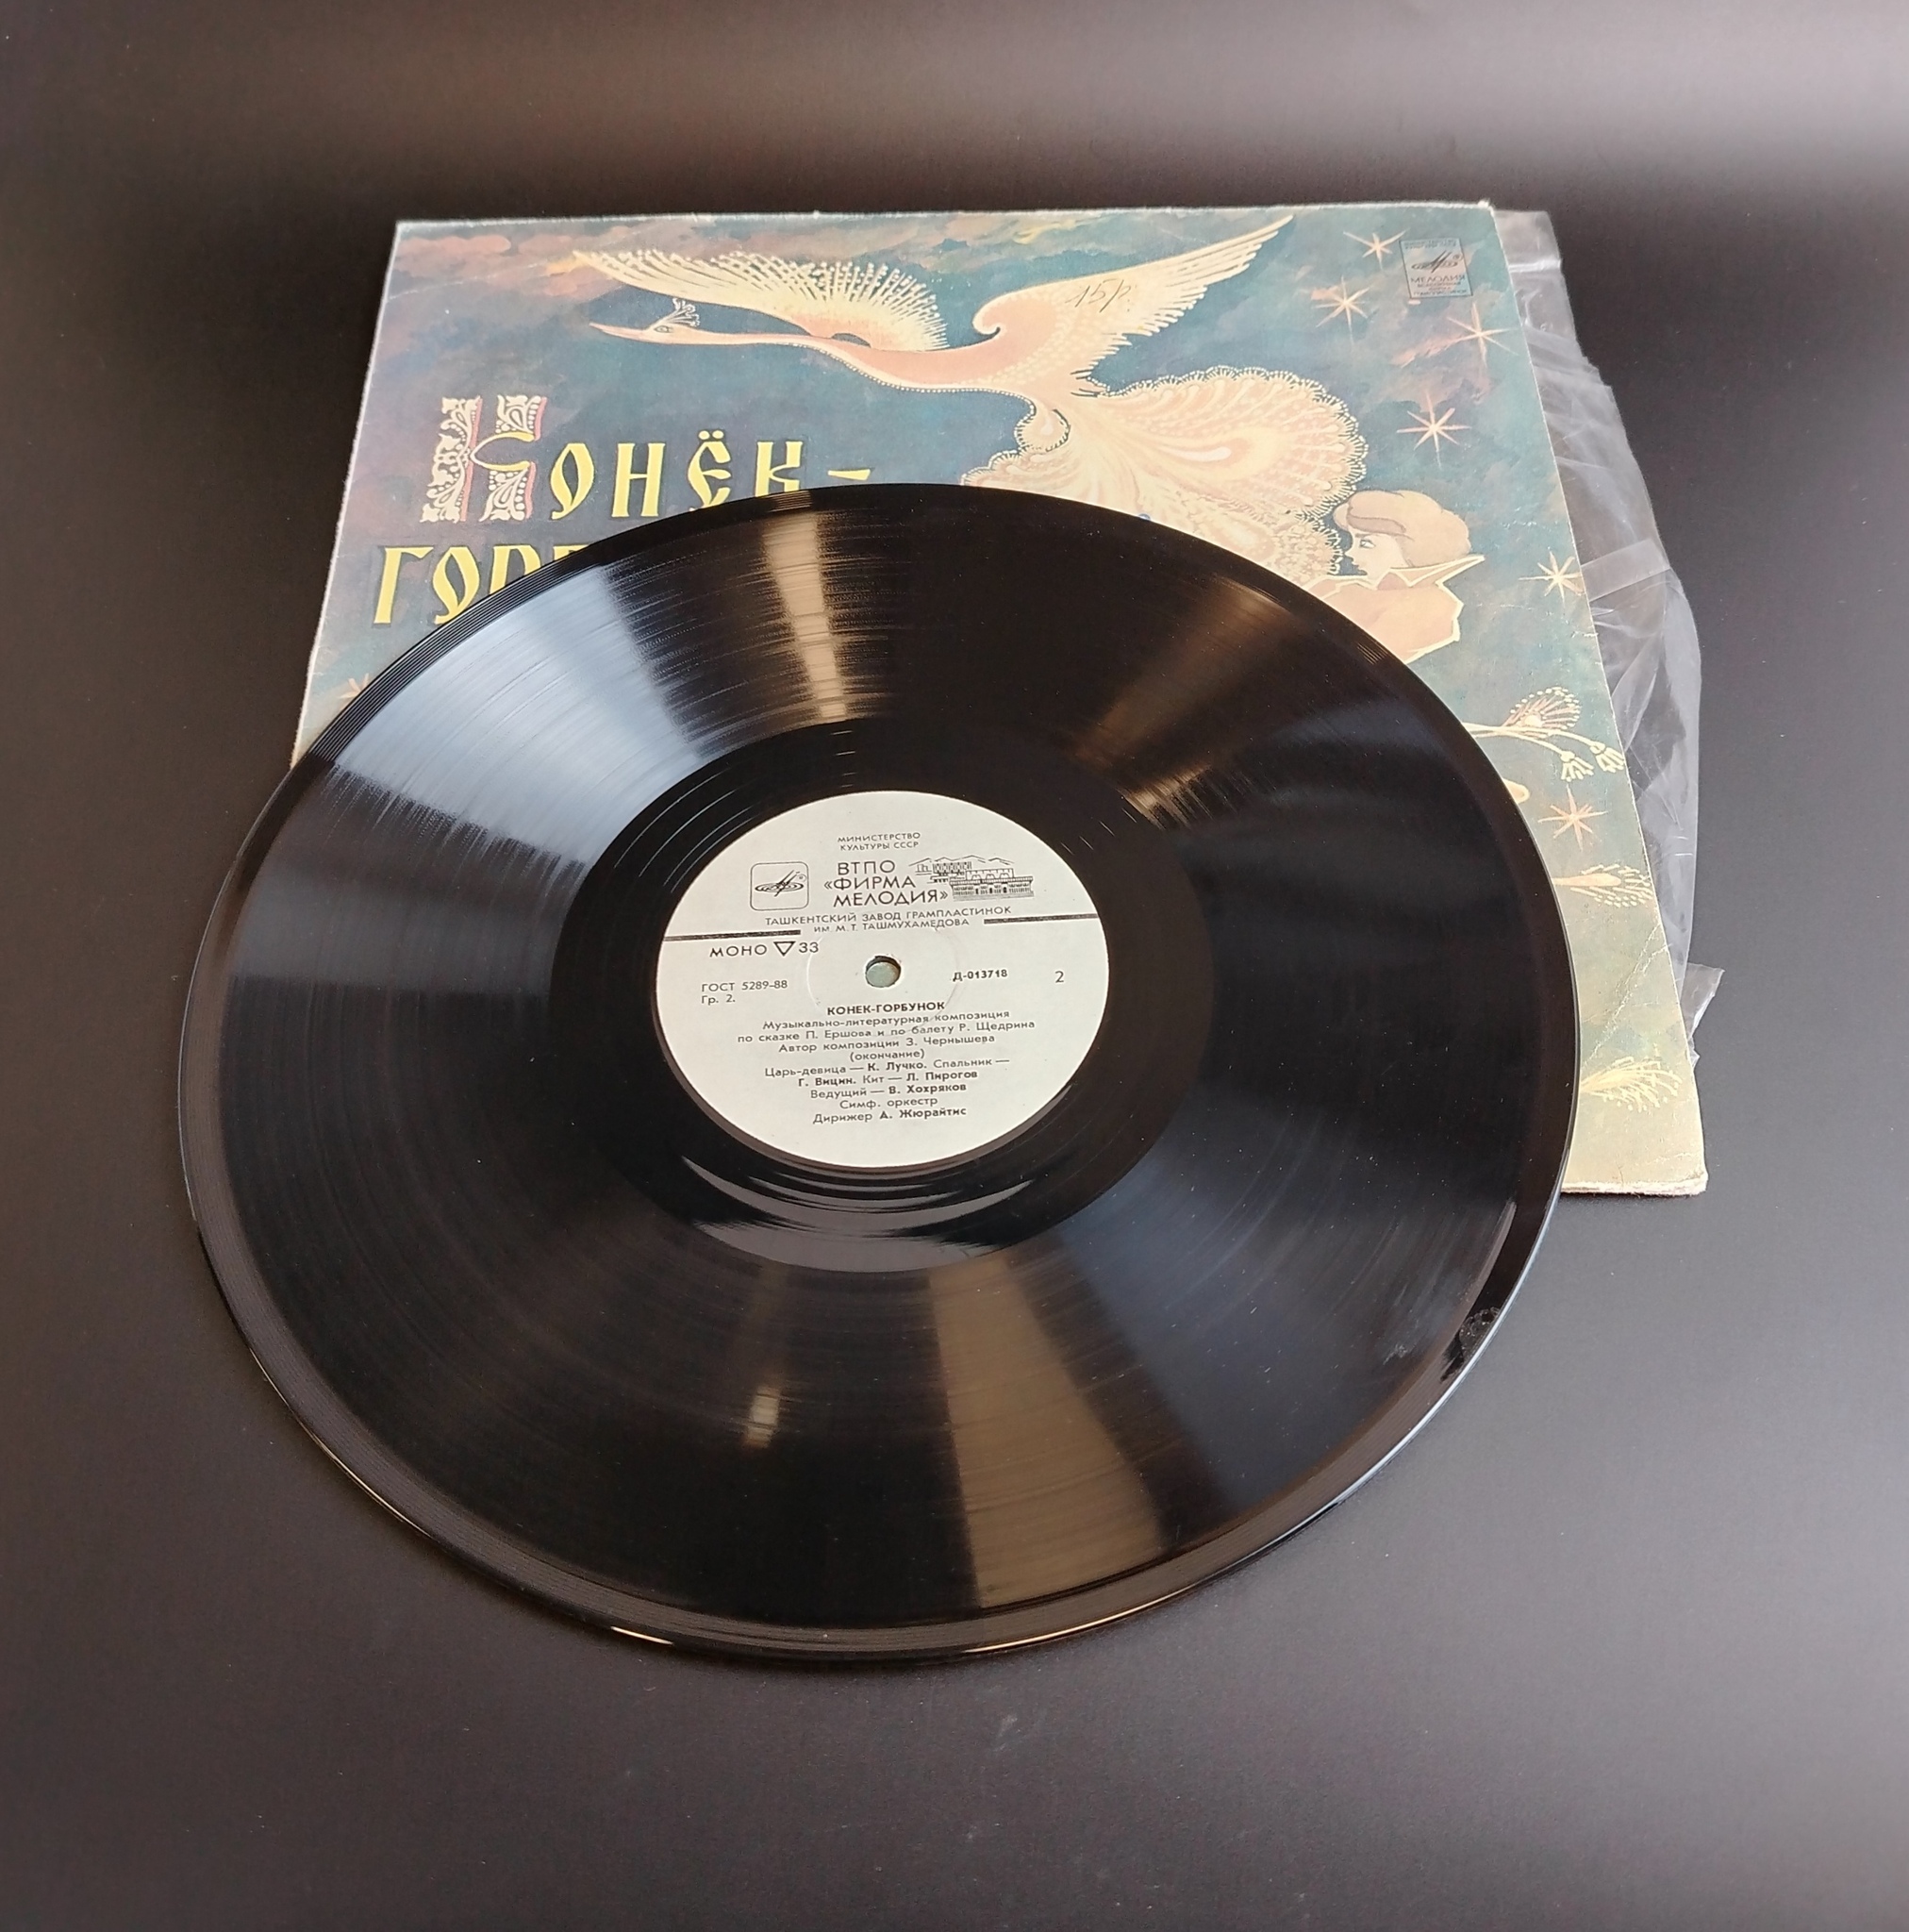 15р
МЕЛОДИЯ
Конёк-
ГОР
МИНИСТЕРСТВО
КУЛЬТУРЫ СССР
ВТПО
«ФИРМА
МЕЛОДИЯ»
ТАШКЕНТСКИЙ ЗАВОД ГРАМПЛАСТИНОК
ИМ. М. Т. ТАШМУХАМЕДОВА
МОНО 33
ГОСТ 5289-88 Д-013718 2
Гр. 2.
КОНЕК-ГОРБУНОК
Музыкально-литературная композиция
по сказке П. Ершова и по балету Р. Щедрина
Автор композиции З. Чернышева
(окончание)
Царь-девица — К. Лучко. Спальник —
Г. Вицин. Кит — Л. Пирогов
Ведущий — В. Хохряков
Симф. оркестр
Дирижер А. Жюрайтис